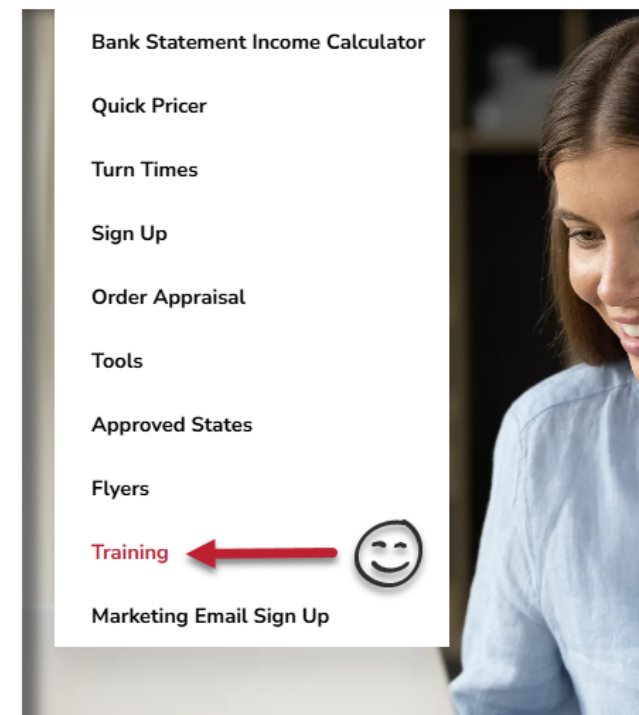 Bank Statement Income Calculator
Quick Pricer
Turn Times
Sign Up
Order Appraisal
Tools
Approved States
Flyers
Training
Marketing Email Sign Up